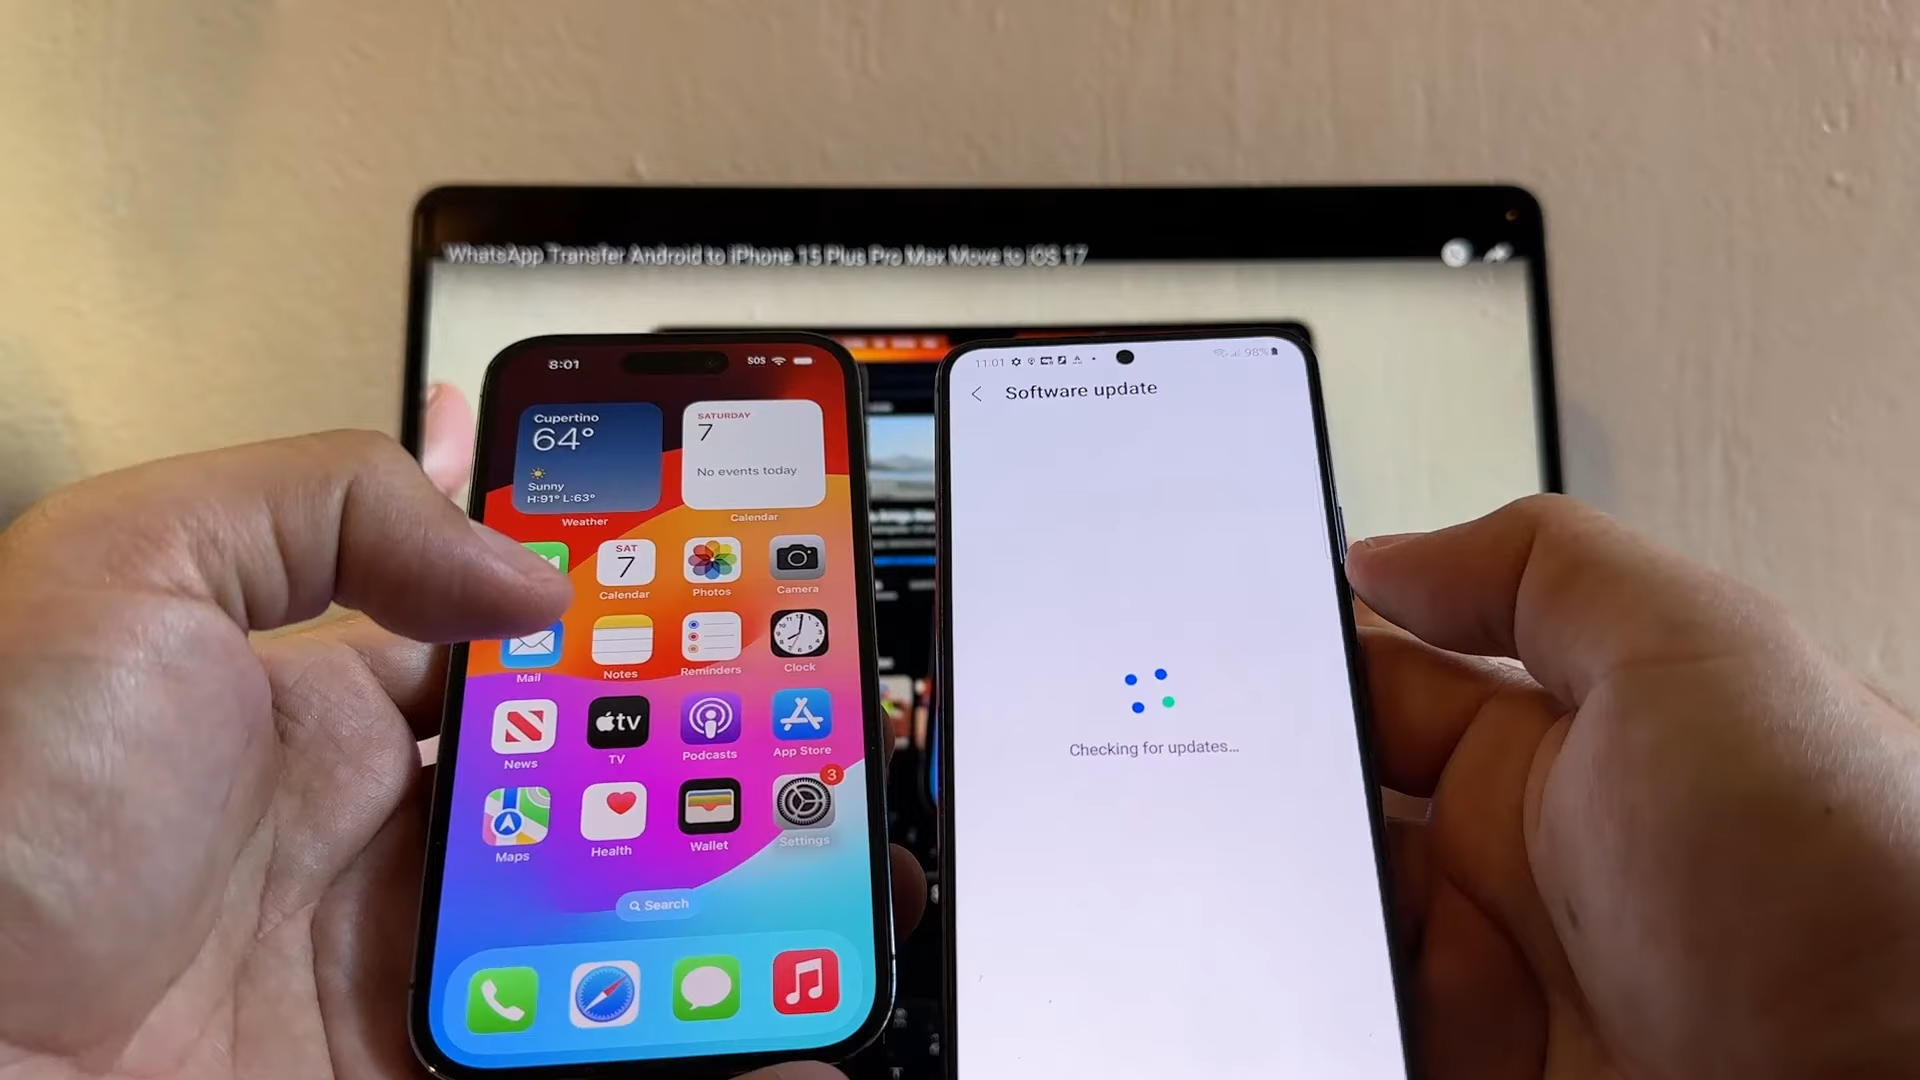 WhatsApp Transfer Android to iPhone 15 Plus Pro Max Move to iOS 17
8:01
SOS
Cupertino
64°
Sunny
H:91° L:63°
Weather
SATURDAY
7
No events today
Calendar
SAT
7
Calendar
Photos
Camera
Mail
Notes
Reminders
Clock
News
tv
TV
Podcasts
App Store
Maps
Health
Wallet
3
Settings
Search
11:01
98%
Software update
Checking for updates...